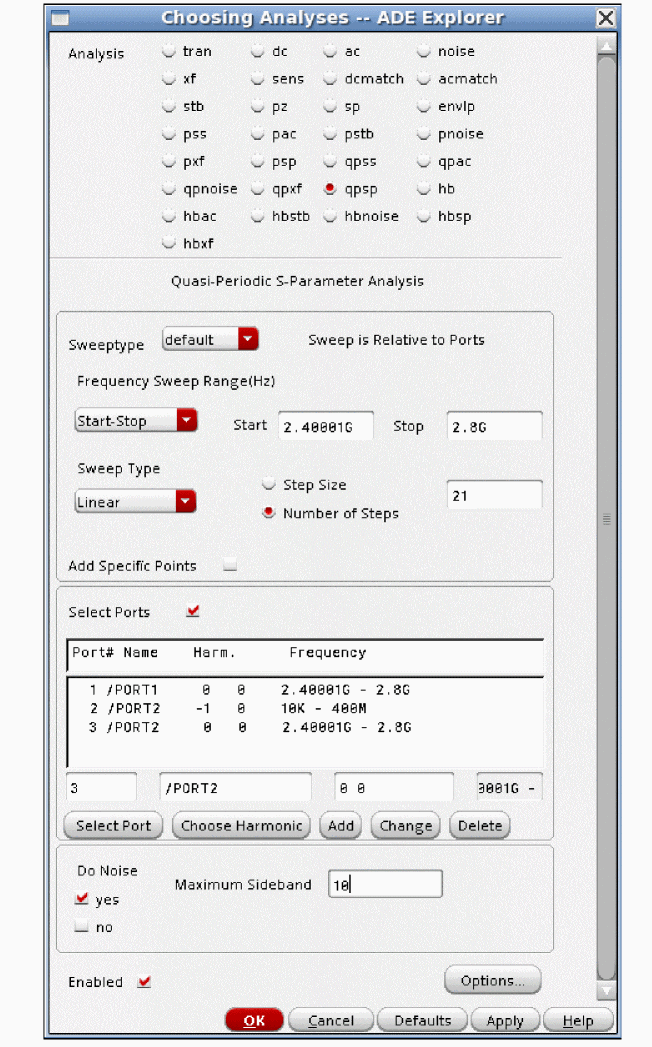 Choosing Analyses -- ADE Explorer
Analysis tran dc ac noise
xf sens dcmatch acmatch
stb pz sp envlp
pss pac pstb pnoise
pxf psp qpss qpac
qpnoise qpxf qpsp hb
hbac hbstb hbnoise hbsp
hbxf
Quasi-Periodic S-Parameter Analysis
Sweeptype default Sweep is Relative to Ports
Frequency Sweep Range(Hz)
Start-Stop Start 2.40001G Stop 2.8G
Sweep Type
Step Size
Linear 21
Number of Steps
Add Specific Points
Select Ports
Port# Name Harm. Frequency
1 /PORT1 0 0 2.40001G - 2.8G
2 /PORT2 -1 0 10K - 400M
3 /PORT2 0 0 2.40001G - 2.8G
3 /PORT2 0 0 0001G -
Select Port Choose Harmonic Add Change Delete
Do Noise
Maximum Sideband 10
yes
no
Enabled Options...
OK Cancel Defaults Apply Help